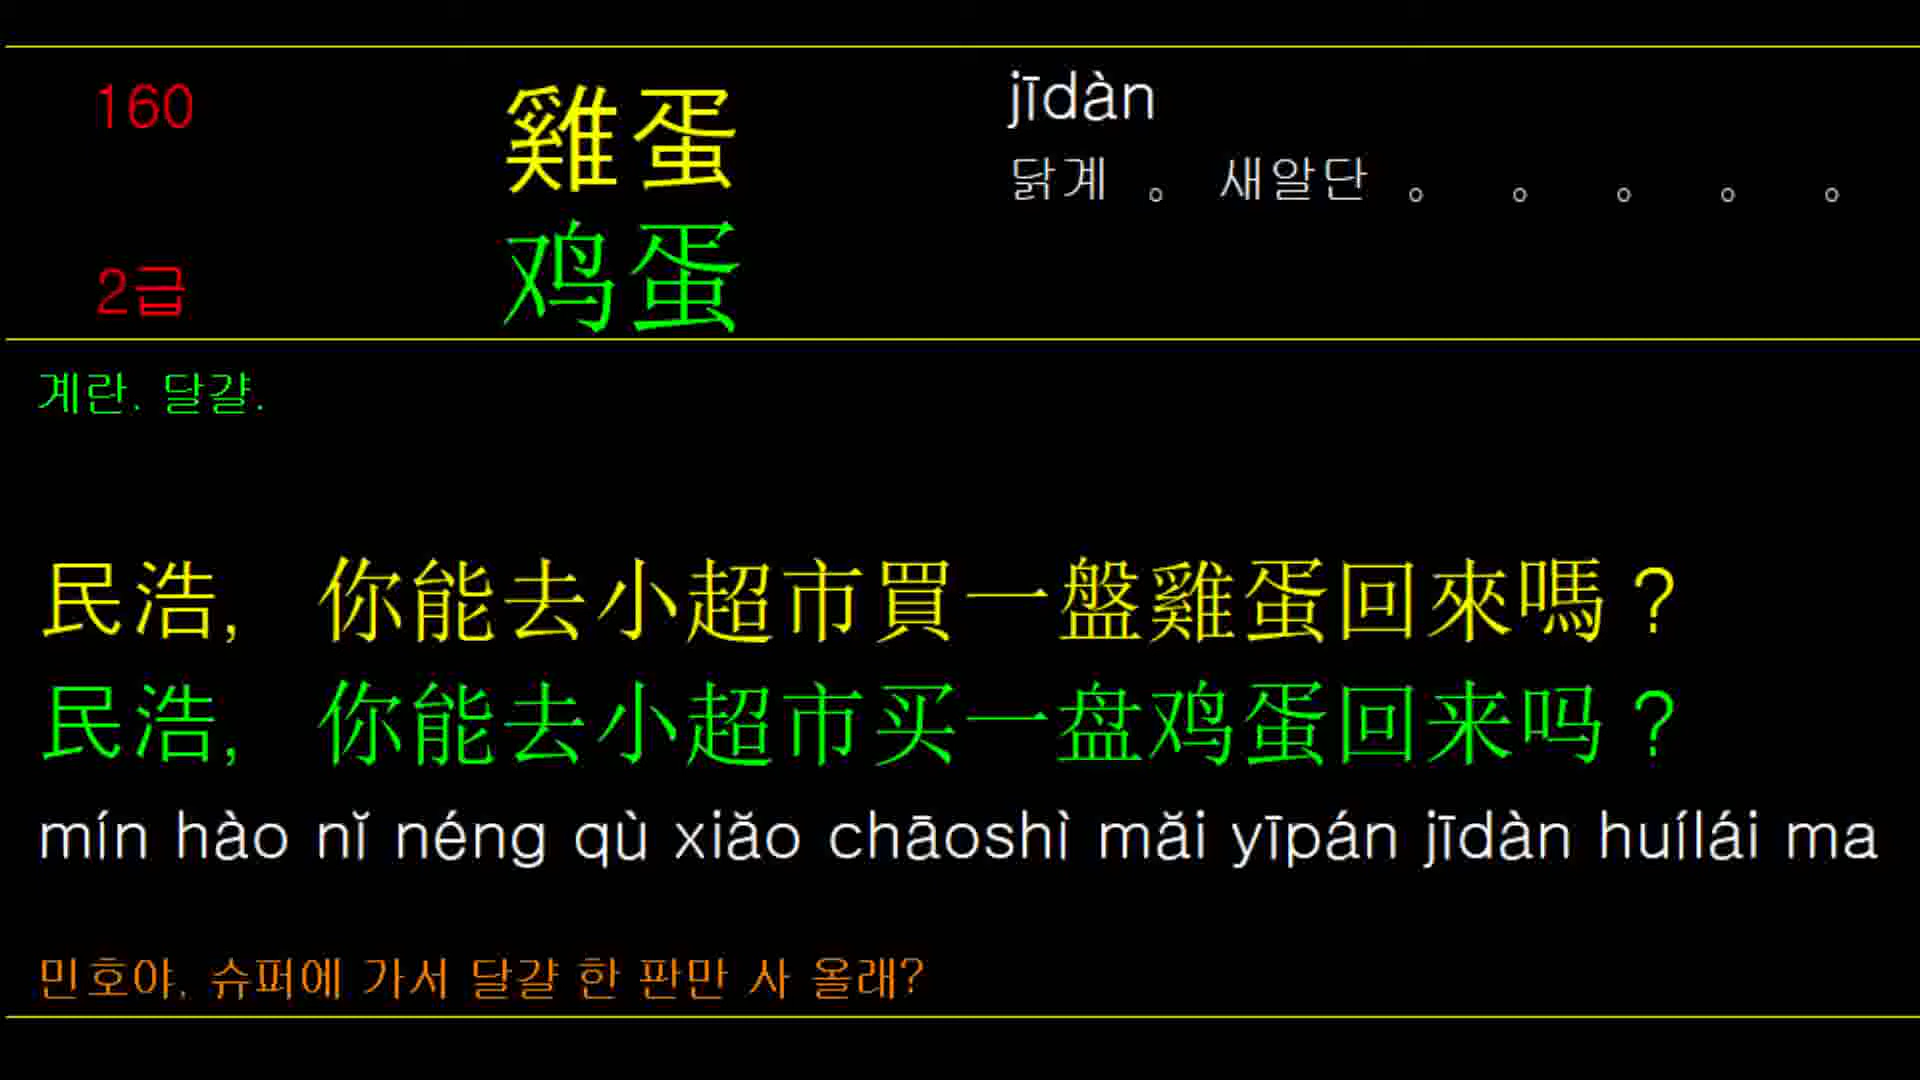 160
雞蛋
jīdàn
닭계 。 새알단 。 。 。 。 。
2급
鸡蛋
계란. 달걀.
民浩, 你能去小超市買一盤雞蛋回來嗎？
民浩, 你能去小超市买一盘鸡蛋回来吗？
mín hào nǐ néng qù xiǎo chāoshì mǎi yīpán jīdàn huílái ma
민호야, 슈퍼에 가서 달걀 한 판만 사 올래?